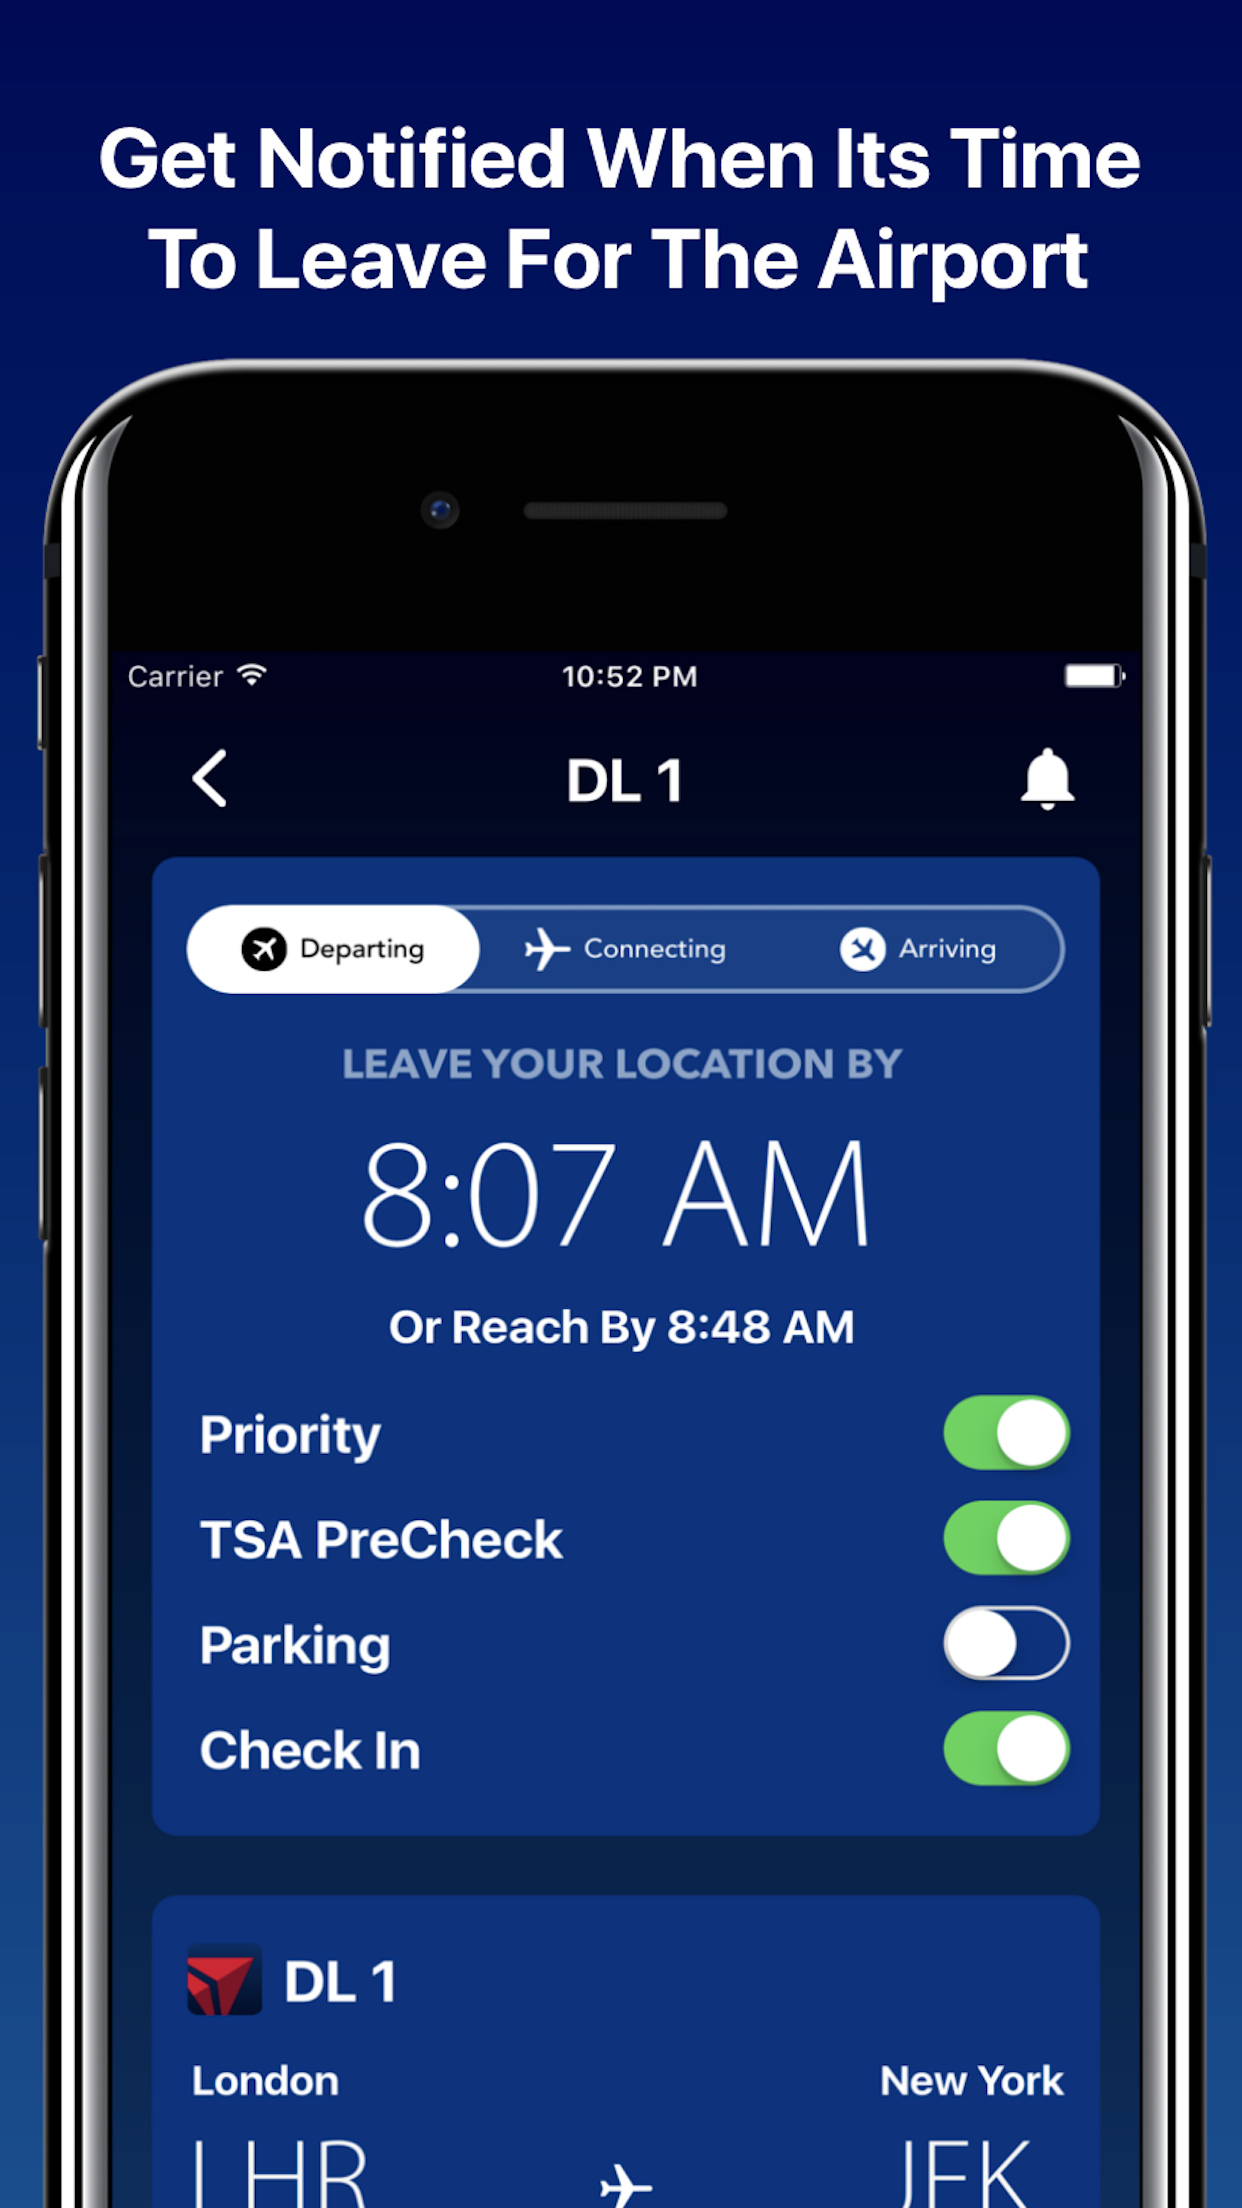 Get Notified When Its Time
To Leave For The Airport
Carrier 10:52 PM
DL 1
Departing Connecting Arriving
LEAVE YOUR LOCATION BY
8:07 AM
Or Reach By 8:48 AM
Priority
TSA PreCheck
Parking
Check In
DL 1
London New York
LHR JFK